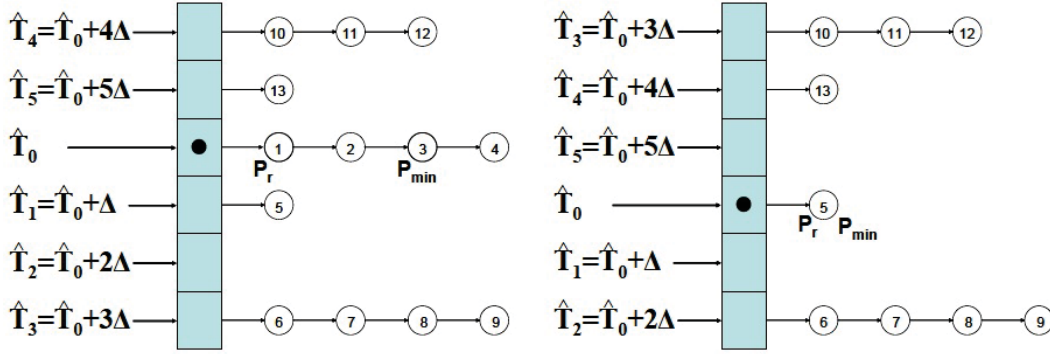 T̂₄=T̂₀+4Δ 10 11 12
T̂₅=T̂₀+5Δ 13
T̂₀ 1 2 3 4
Pᵣ Pₘᵢₙ
T̂₁=T̂₀+Δ 5
T̂₂=T̂₀+2Δ
T̂₃=T̂₀+3Δ 6 7 8 9
T̂₃=T̂₀+3Δ 10 11 12
T̂₄=T̂₀+4Δ 13
T̂₅=T̂₀+5Δ
T̂₀ 5
Pᵣ Pₘᵢₙ
T̂₁=T̂₀+Δ
T̂₂=T̂₀+2Δ 6 7 8 9